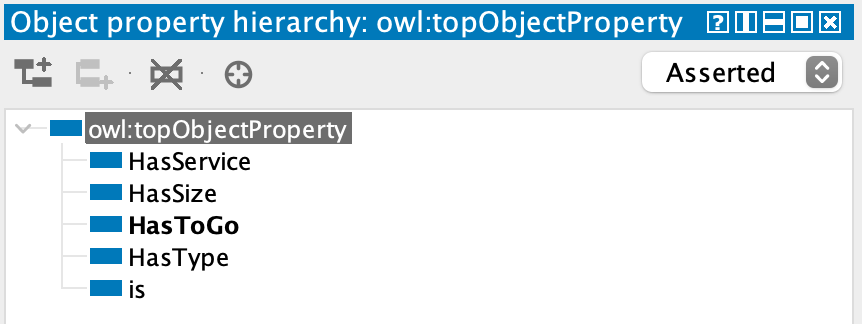 Object property hierarchy: owl:topObjectProperty
Asserted
owl:topObjectProperty
HasService
HasSize
HasToGo
HasType
is